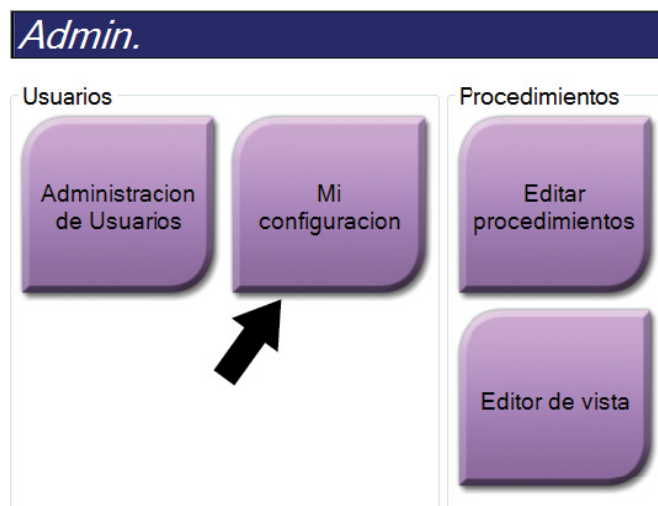 Admin.
Usuarios
Administracion
de Usuarios
Mi
configuracion
Procedimientos
Editar
procedimientos
Editor de vista